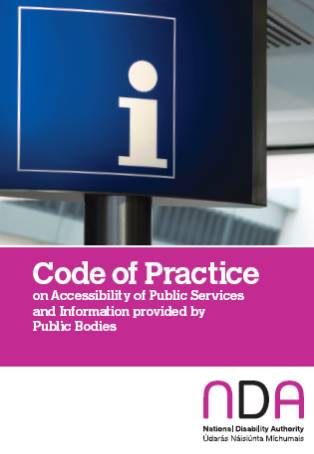 i
Code of Practice
on Accessibility of Public Services
and Information provided by
Public Bodies
NDA
National Disability Authority
Údarás Náisiúnta Míchumais